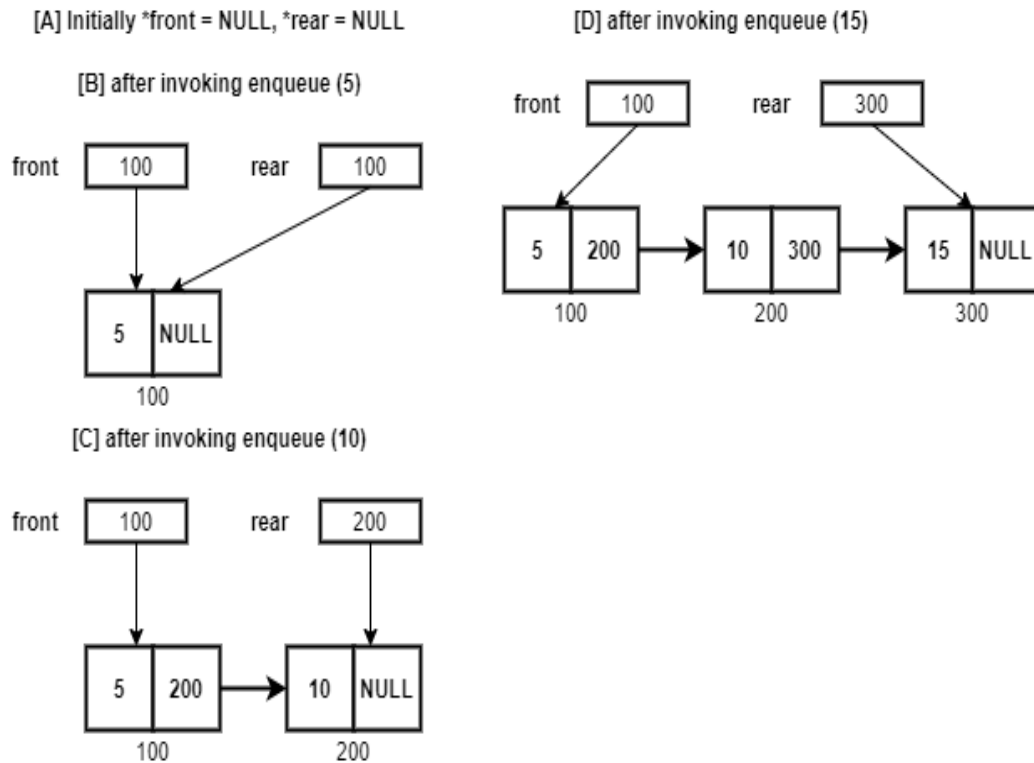 [A] Initially *front = NULL, *rear = NULL
[B] after invoking enqueue (5)
front 100 rear 100
5 NULL
100
[C] after invoking enqueue (10)
front 100 rear 200
5 200 10 NULL
100 200
[D] after invoking enqueue (15)
front 100 rear 300
5 200 10 300 15 NULL
100 200 300